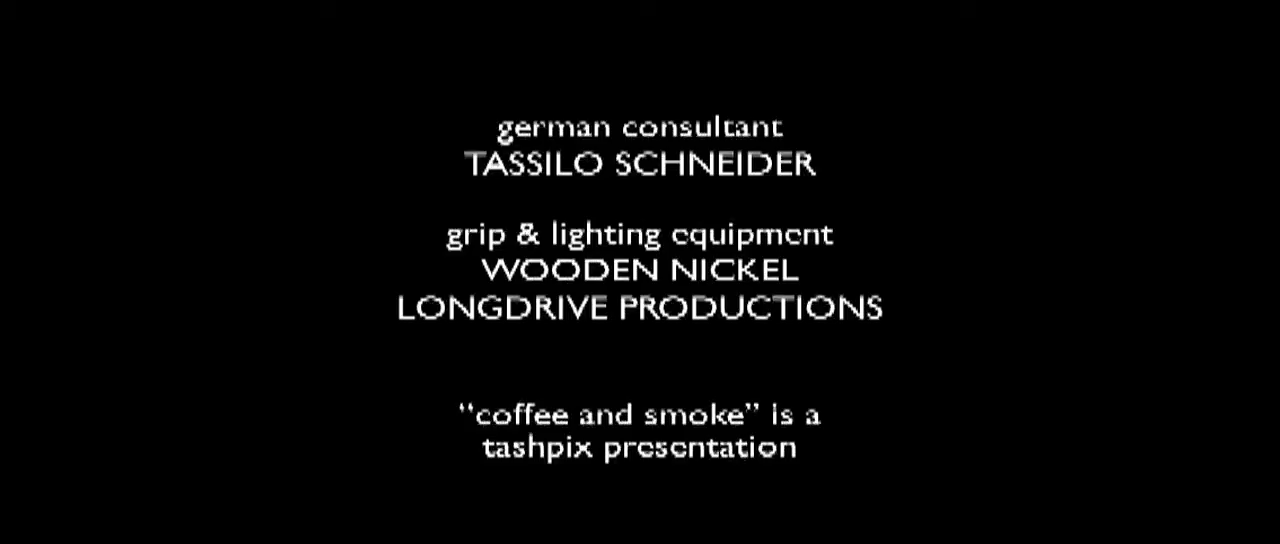 german consultant
TASSILO SCHNEIDER
grip & lighting equipment
WOODEN NICKEL
LONGDRIVE PRODUCTIONS
“coffee and smoke” is a
tashpix presentation